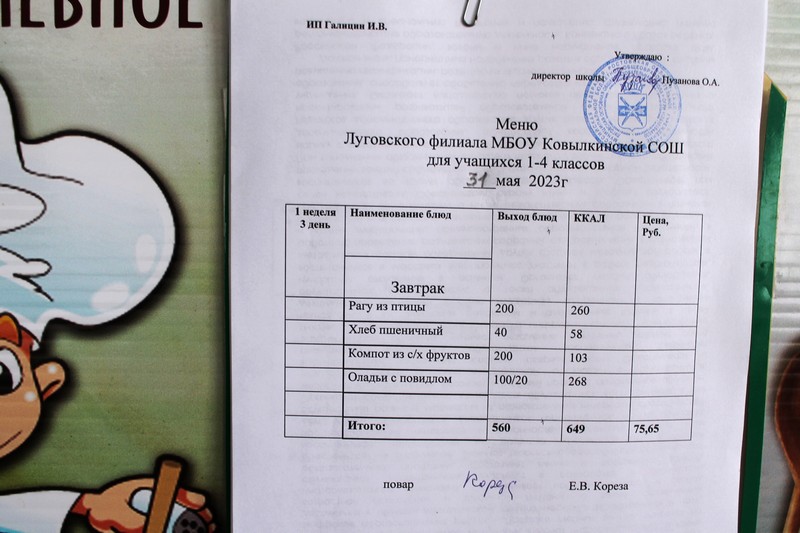 ЕВНОЕ
ИП Галицин И.В.
Утверждаю :
директор школы Пузанова О.А.
Меню
Луговского филиала МБОУ Ковылкинской СОШ
для учащихся 1-4 классов
31 мая 2023г
1 неделя 3 день Наименование блюд Выход блюд ККАЛ Цена, Руб.
Завтрак
Рагу из птицы 200 260
Хлеб пшеничный 40 58
Компот из с/х фруктов 200 103
Оладьи с повидлом 100/20 268
Итого: 560 649 75,65
повар Корез Е.В. Кореза